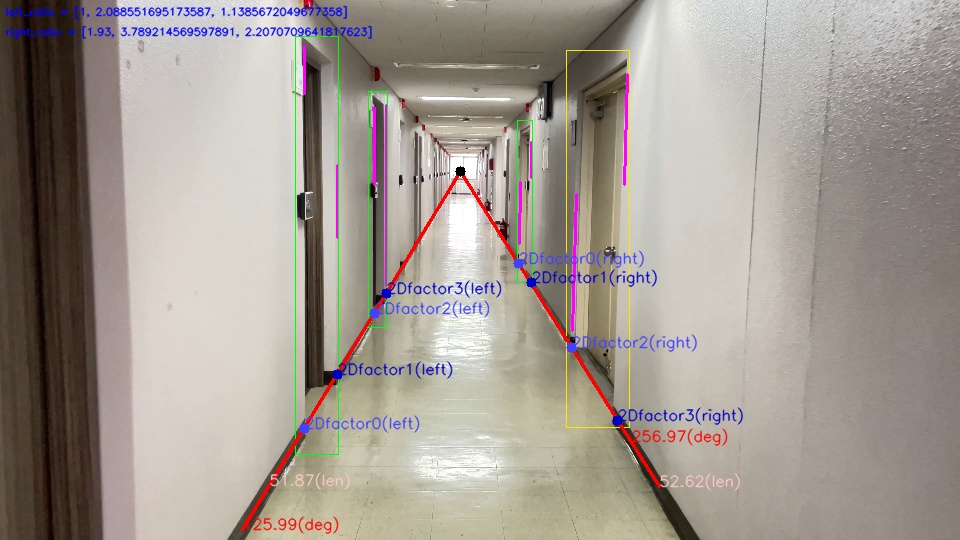 left_ratio = [1, 2.088551695173587, 1.1385672049677358]
right_ratio = [1.93, 3.789214569597891, 2.2070709641817623]
2Dfactor0(right)
2Dfactor1(right)
2Dfactor3(left)
2Dfactor2(left)
2Dfactor2(right)
2Dfactor1(left)
2Dfactor3(right)
2Dfactor0(left)
256.97(deg)
51.87(len)
52.62(len)
25.99(deg)